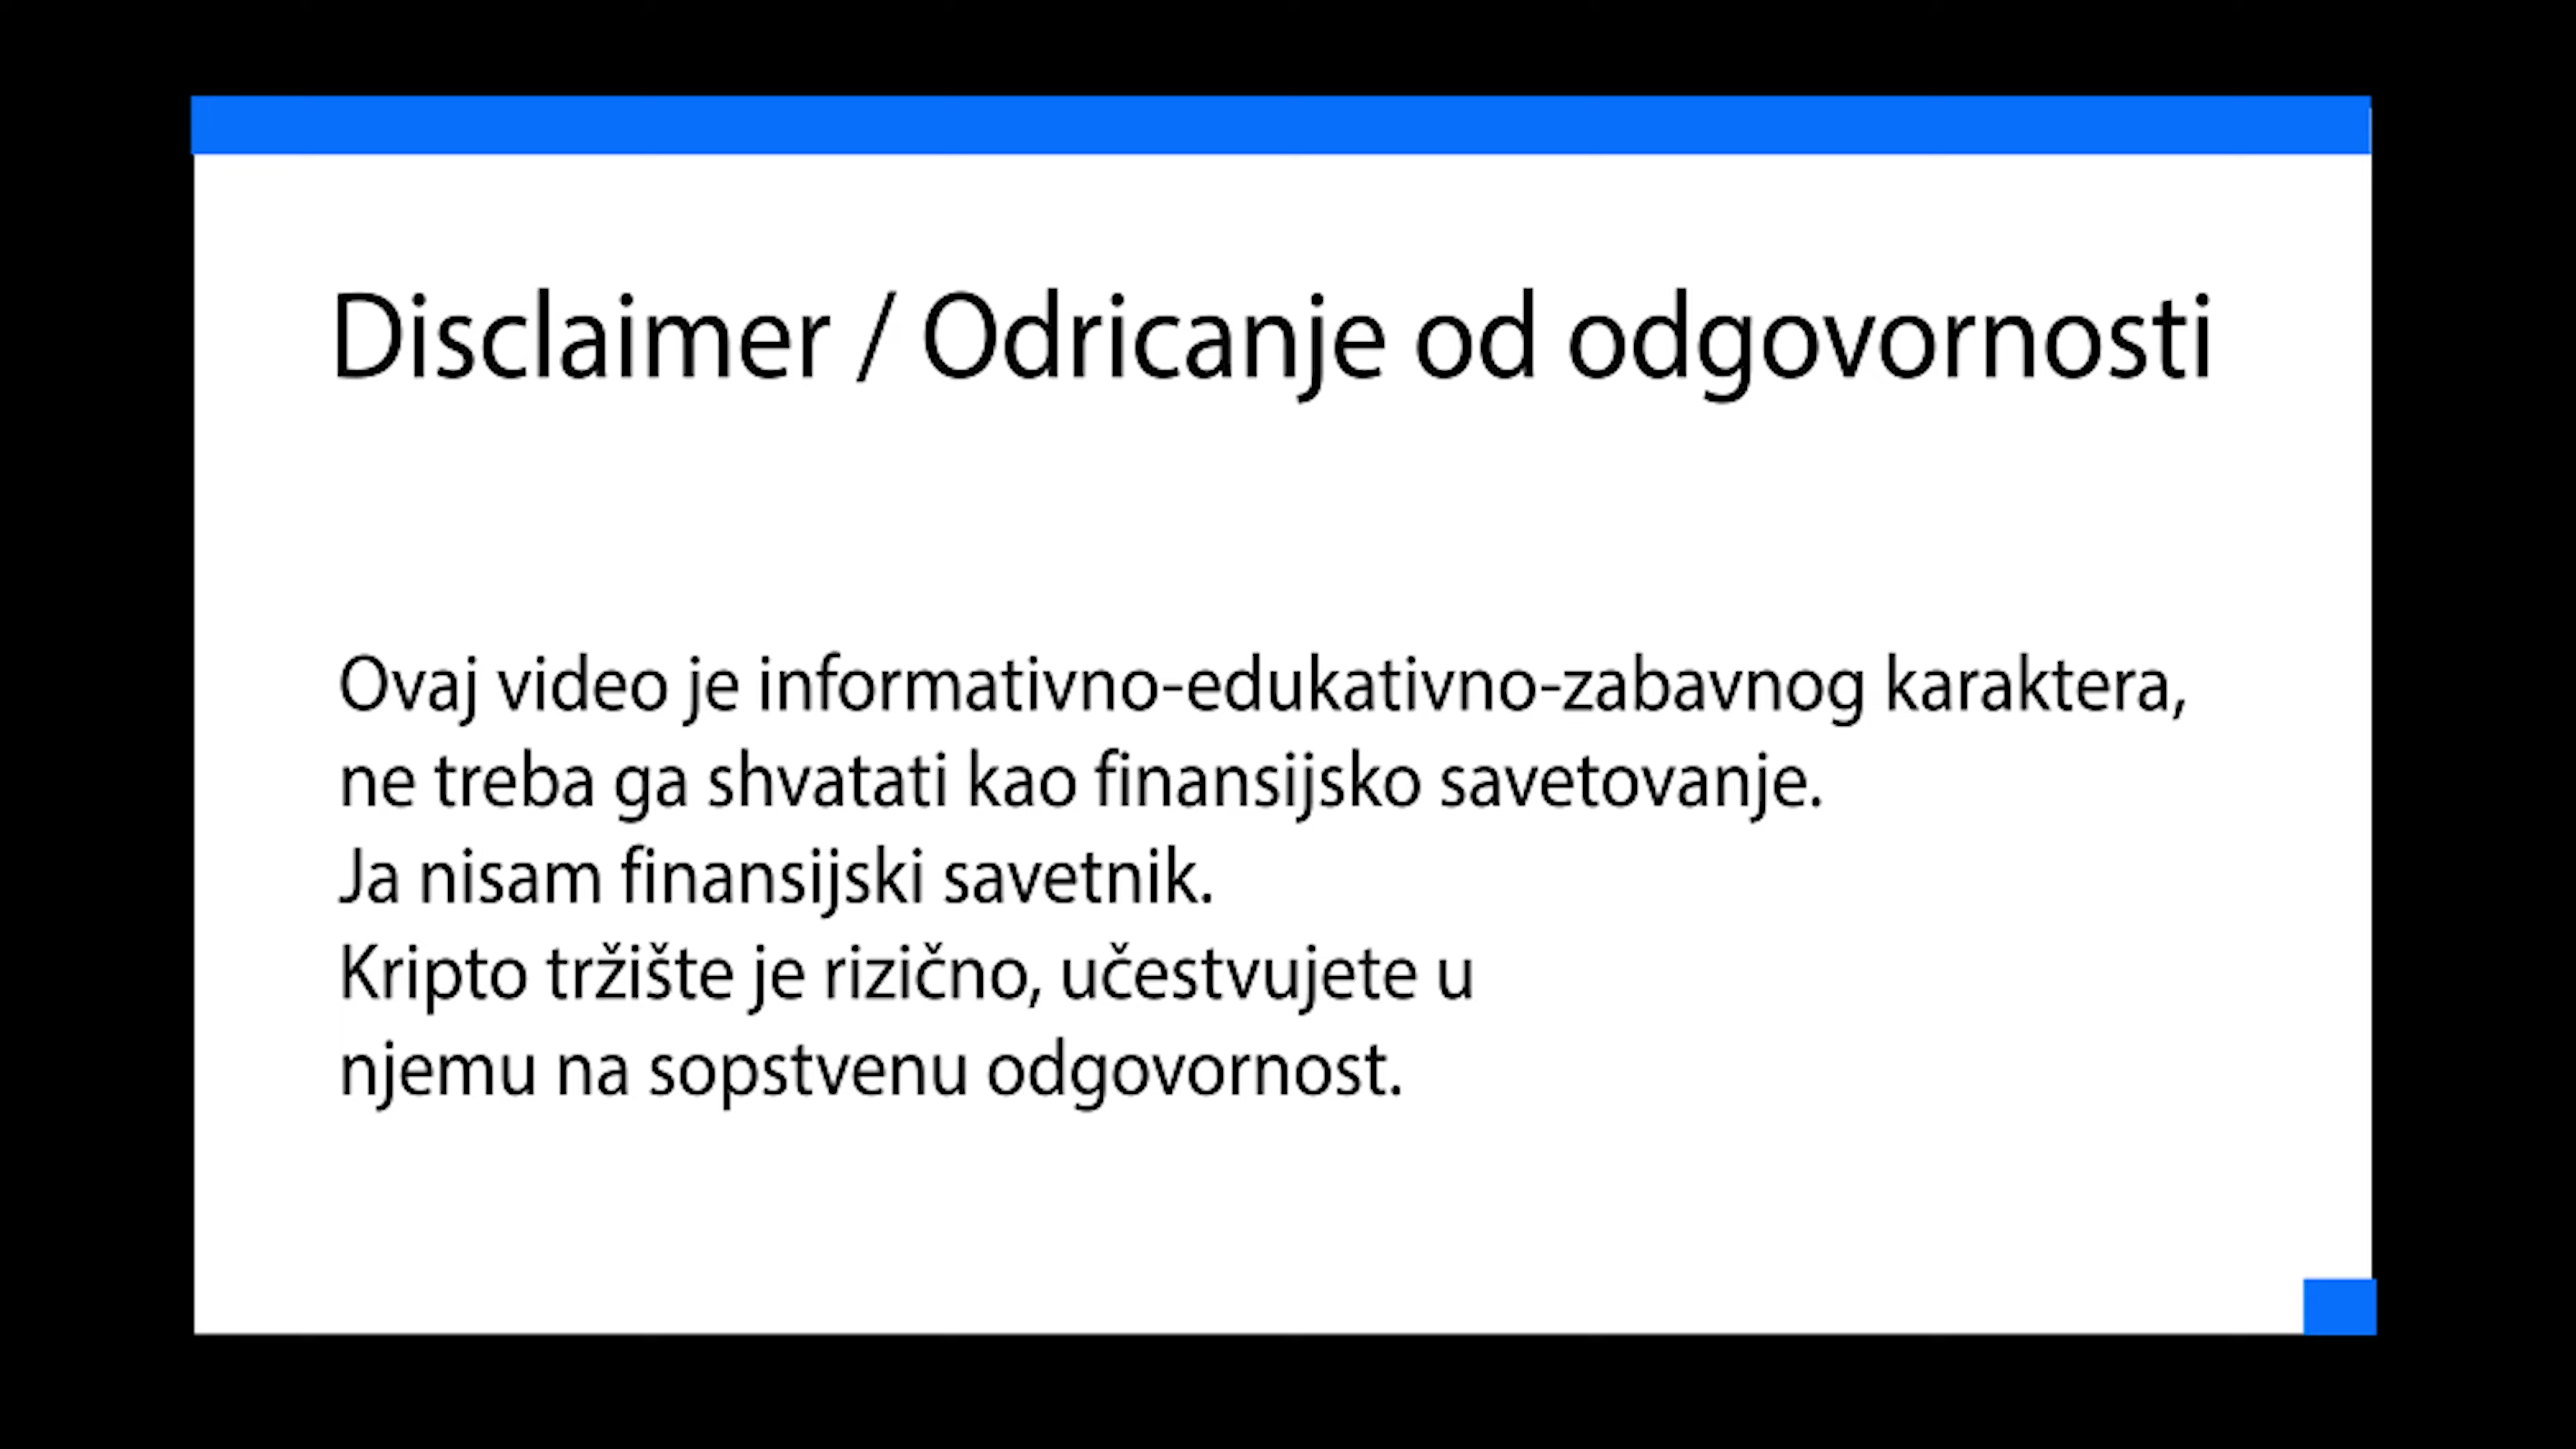 Disclaimer / Odricanje od odgovornosti
Ovaj video je informativno-edukativno-zabavnog karaktera,
ne treba ga shvatati kao finansijsko savetovanje.
Ja nisam finansijski savetnik.
Kripto tržište je rizično, učestvujete u
njemu na sopstvenu odgovornost.